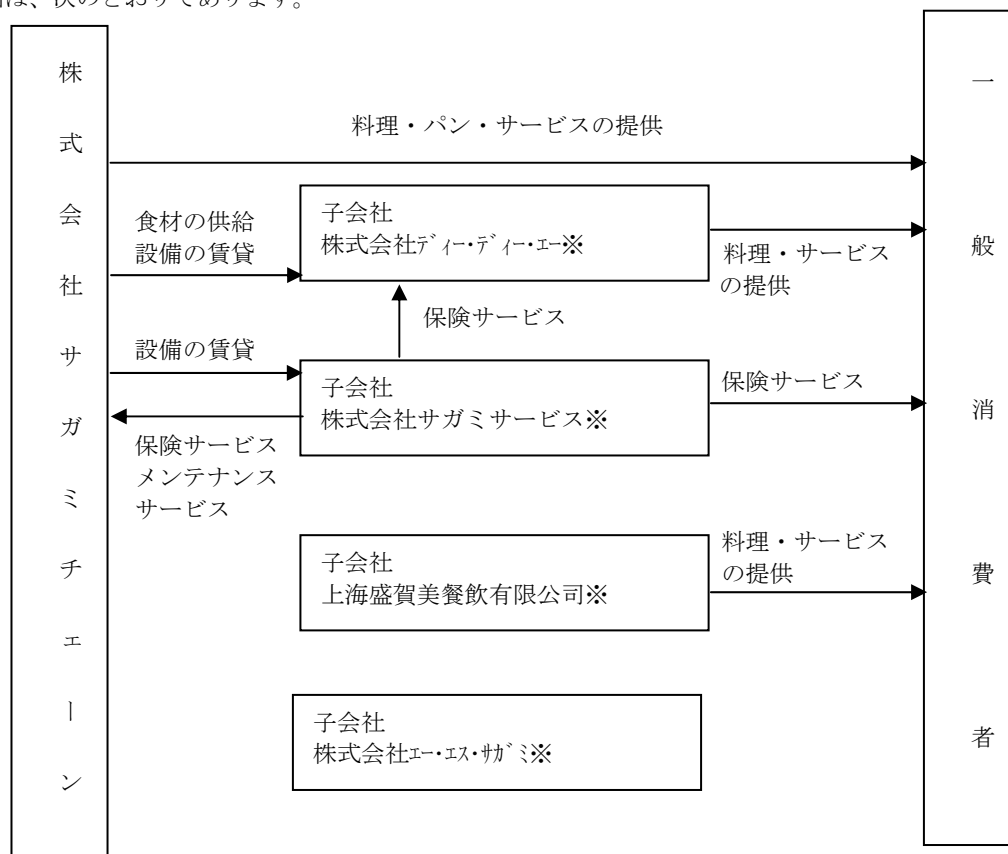 は、次のとおりであります。
株式会社サガミチェーン
一般消費者
料理・パン・サービスの提供
食材の供給
設備の賃貸
子会社
株式会社ディー・ディー・エー※
料理・サービス
の提供
保険サービス
設備の賃貸
子会社
株式会社サガミサービス※
保険サービス
保険サービス
メンテナンス
サービス
子会社
上海盛賀美餐飲有限公司※
料理・サービス
の提供
子会社
株式会社エー・エス・サガミ※